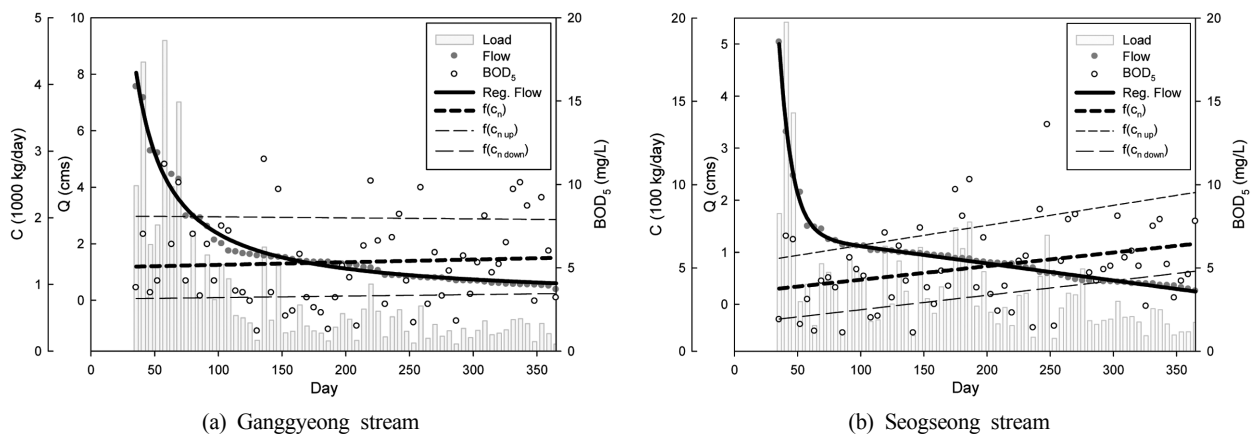 5
4
3
2
1
0
C (1000 kg/day)
10
8
6
4
2
0
Q (cms)
20
15
10
5
0
BOD5 (mg/L)
Load
Flow
BOD5
Reg. Flow
f(cn)
f(cn up)
f(cn down)
0
50
100
150
200
250
300
350
Day
(a) Ganggyeong stream
20
15
10
5
0
C (100 kg/day)
5
4
3
2
1
0
Q (cms)
20
15
10
5
0
BOD5 (mg/L)
Load
Flow
BOD5
Reg. Flow
f(cn)
f(cn up)
f(cn down)
0
50
100
150
200
250
300
350
Day
(b) Seogseong stream